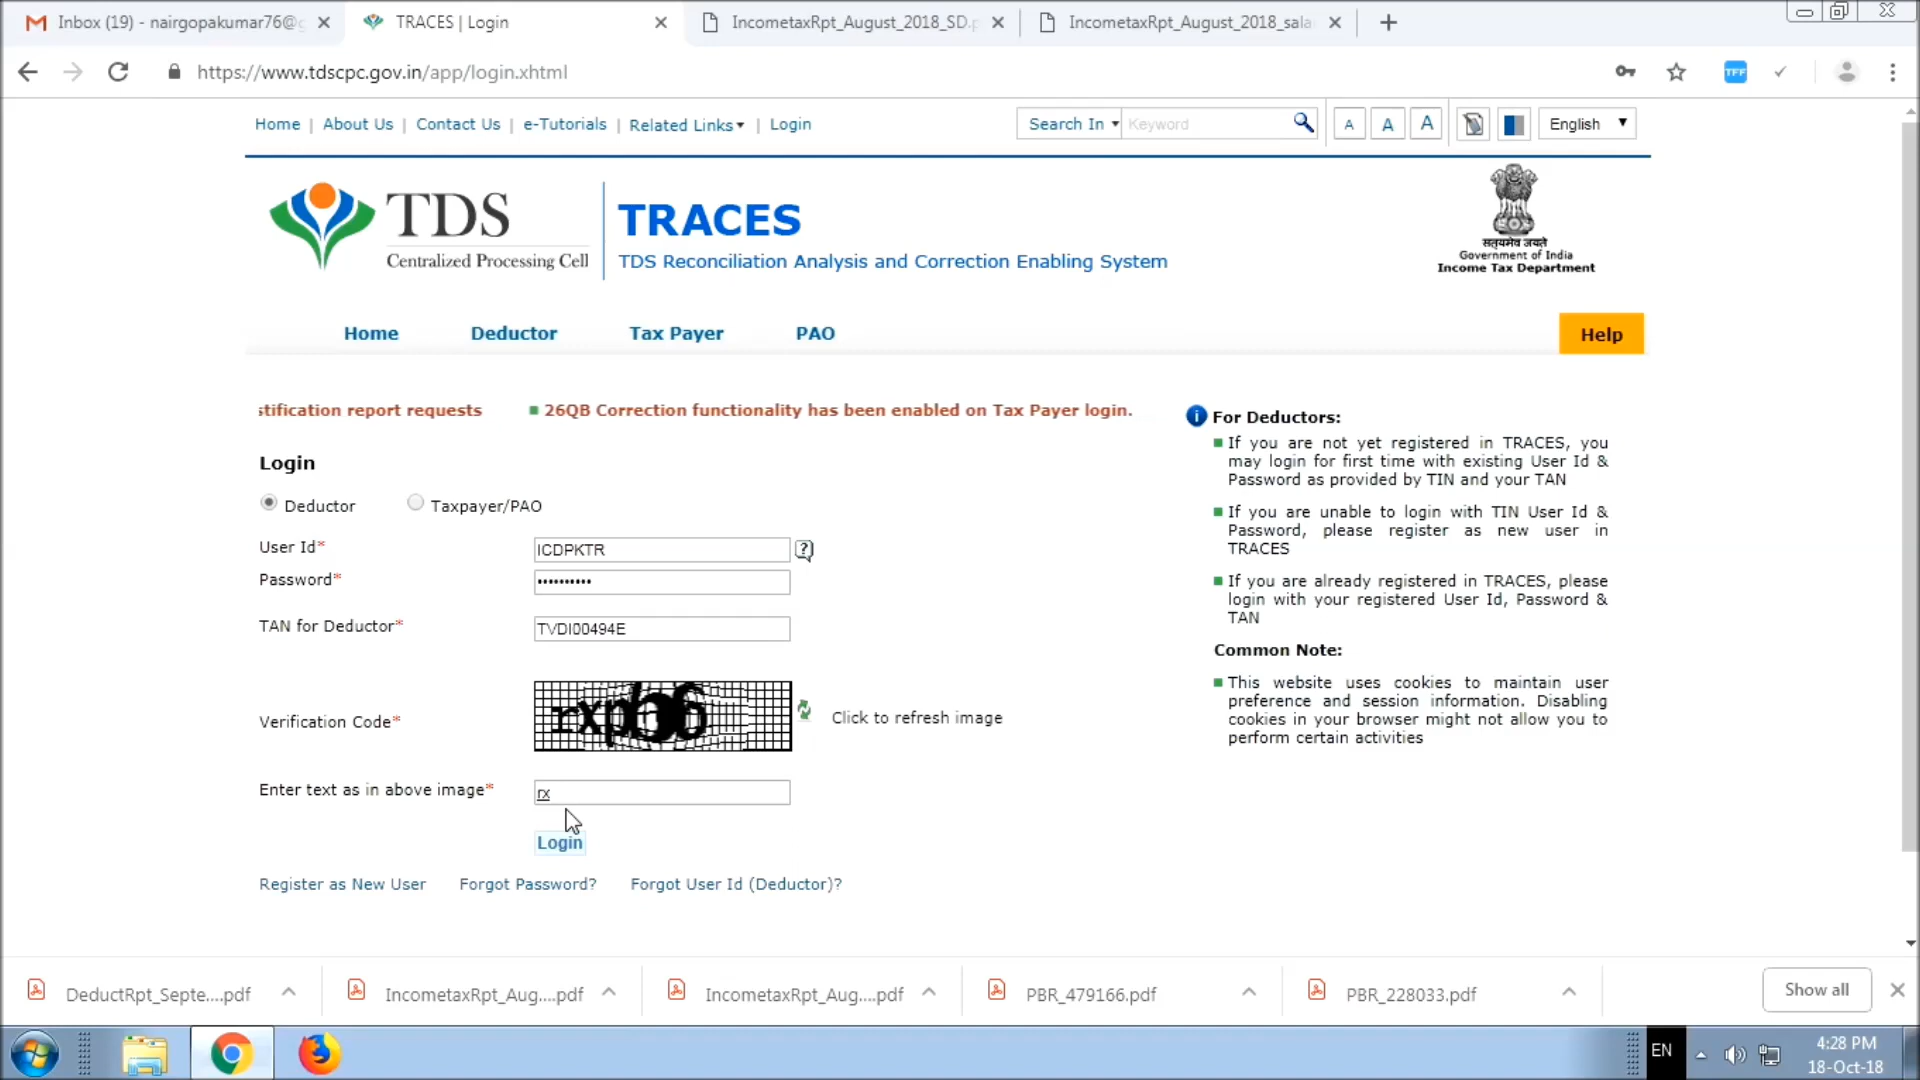 Inbox (19) - nairgopakumar76@g
TRACES | Login
IncometaxRpt_August_2018_SD.p
IncometaxRpt_August_2018_sala
https://www.tdscpc.gov.in/app/login.xhtml
TFF
Home | About Us | Contact Us | e-Tutorials | Related Links | Login
Search In Keyword A A A English
TDS
Centralized Processing Cell
TRACES
TDS Reconciliation Analysis and Correction Enabling System
सत्यमेव जयते
Government of India
Income Tax Department
Home Deductor Tax Payer PAO Help
stification report requests 26QB Correction functionality has been enabled on Tax Payer login.
Login
Deductor Taxpayer/PAO
User Id* ICDPKTR
Password* ••••••••••
TAN for Deductor* TVDI00494E
Verification Code* Click to refresh image
Enter text as in above image* rx
Login
Register as New User Forgot Password? Forgot User Id (Deductor)?
For Deductors:
If you are not yet registered in TRACES, you
may login for first time with existing User Id &
Password as provided by TIN and your TAN
If you are unable to login with TIN User Id &
Password, please register as new user in
TRACES
If you are already registered in TRACES, please
login with your registered User Id, Password &
TAN
Common Note:
This website uses cookies to maintain user
preference and session information. Disabling
cookies in your browser might not allow you to
perform certain activities
DeductRpt_Septe....pdf
IncometaxRpt_Aug....pdf
IncometaxRpt_Aug....pdf
PBR_479166.pdf
PBR_228033.pdf
Show all
EN
4:28 PM
18-Oct-18